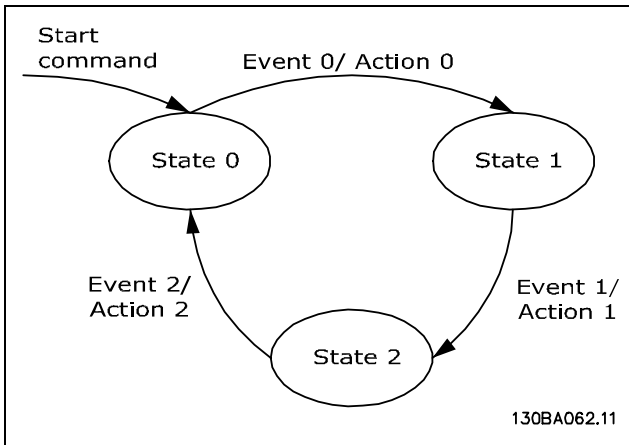 Start
command
Event 0/ Action 0
State 0
State 1
Event 2/
Action 2
Event 1/
Action 1
State 2
130BA062.11